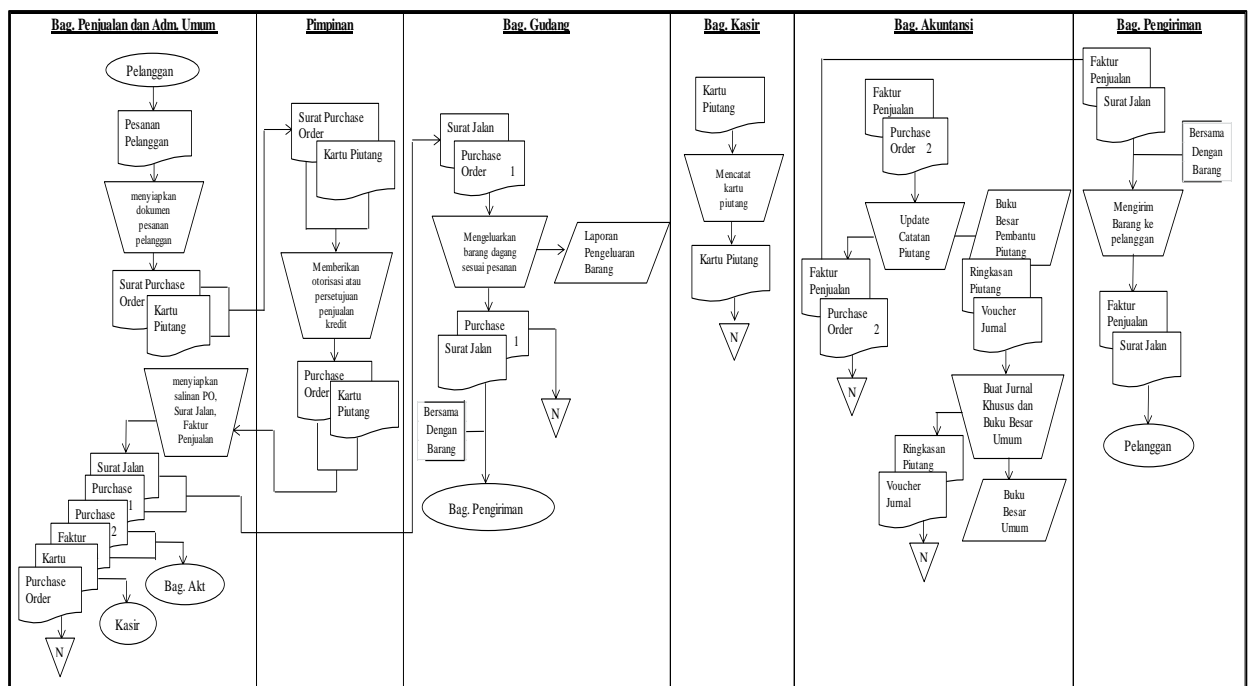 Bag. Penjualan dan Adm. Umum
Pelanggan
Pesanan
Pelanggan
menyiapkan
dokumen
pesanan
pelanggan
Surat Purchase
Order
Kartu
Piutang
menyiapkan
salinan PO,
Surat Jalan,
Faktur
Penjualan
Surat Jalan
Purchase
1
Purchase
2
Faktur
Kartu
Purchase
Order
N
Bag. Akt
Kasir
Pimpinan
Surat Purchase
Order
Kartu Piutang
Memberikan
otorisasi atau
persetujuan
penjualan
kredit
Purchase
Order
Kartu
Piutang
Bag. Gudang
Surat Jalan
Purchase
Order 1
Mengeluarkan
barang dagang
sesuai pesanan
Laporan
Pengeluaran
Barang
Purchase
1
Surat Jalan
N
Bersama
Dengan
Barang
Bag. Pengiriman
Bag. Kasir
Kartu
Piutang
Mencatat
kartu
piutang
Kartu Piutang
N
Bag. Akuntansi
Faktur
Penjualan
Purchase
Order 2
Update
Catatan
Piutang
Buku
Besar
Pembantu
Piutang
Ringkasan
Piutang
Voucher
Jurnal
Faktur
Penjualan
Purchase
Order 2
N
Buat Jurnal
Khusus dan
Buku Besar
Umum
Ringkasan
Piutang
Voucher
Jurnal
N
Buku
Besar
Umum
Bag. Pengiriman
Faktur
Penjualan
Surat Jalan
Bersama
Dengan
Barang
Mengirim
Barang ke
pelanggan
Faktur
Penjualan
Surat Jalan
Pelanggan